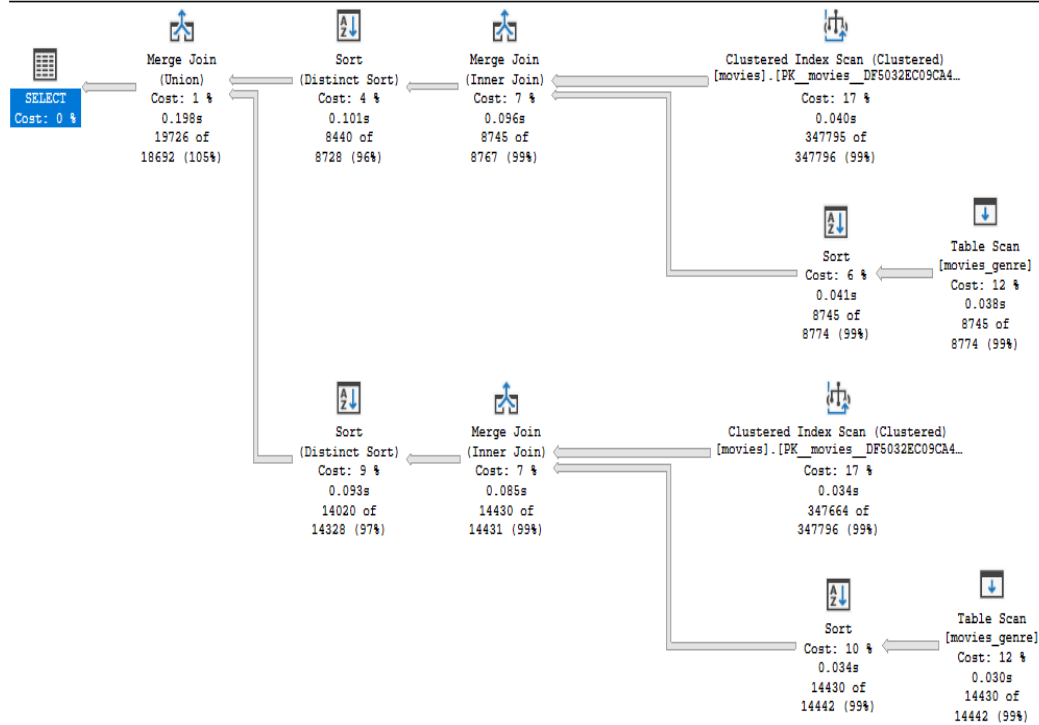 SELECT
Cost: 0 %
Merge Join
(Union)
Cost: 1 %
0.198s
19726 of
18692 (105%)
Sort
(Distinct Sort)
Cost: 4 %
0.101s
8440 of
8728 (96%)
Merge Join
(Inner Join)
Cost: 7 %
0.096s
8745 of
8767 (99%)
Clustered Index Scan (Clustered)
[movies].[PK__movies__DF5032EC09CA4…
Cost: 17 %
0.040s
347795 of
347796 (99%)
Sort
Cost: 6 %
0.041s
8745 of
8774 (99%)
Table Scan
[movies_genre]
Cost: 12 %
0.038s
8745 of
8774 (99%)
Sort
(Distinct Sort)
Cost: 9 %
0.093s
14020 of
14328 (97%)
Merge Join
(Inner Join)
Cost: 7 %
0.085s
14430 of
14431 (99%)
Clustered Index Scan (Clustered)
[movies].[PK__movies__DF5032EC09CA4…
Cost: 17 %
0.034s
347664 of
347796 (99%)
Sort
Cost: 10 %
0.034s
14430 of
14442 (99%)
Table Scan
[movies_genre]
Cost: 12 %
0.030s
14430 of
14442 (99%)